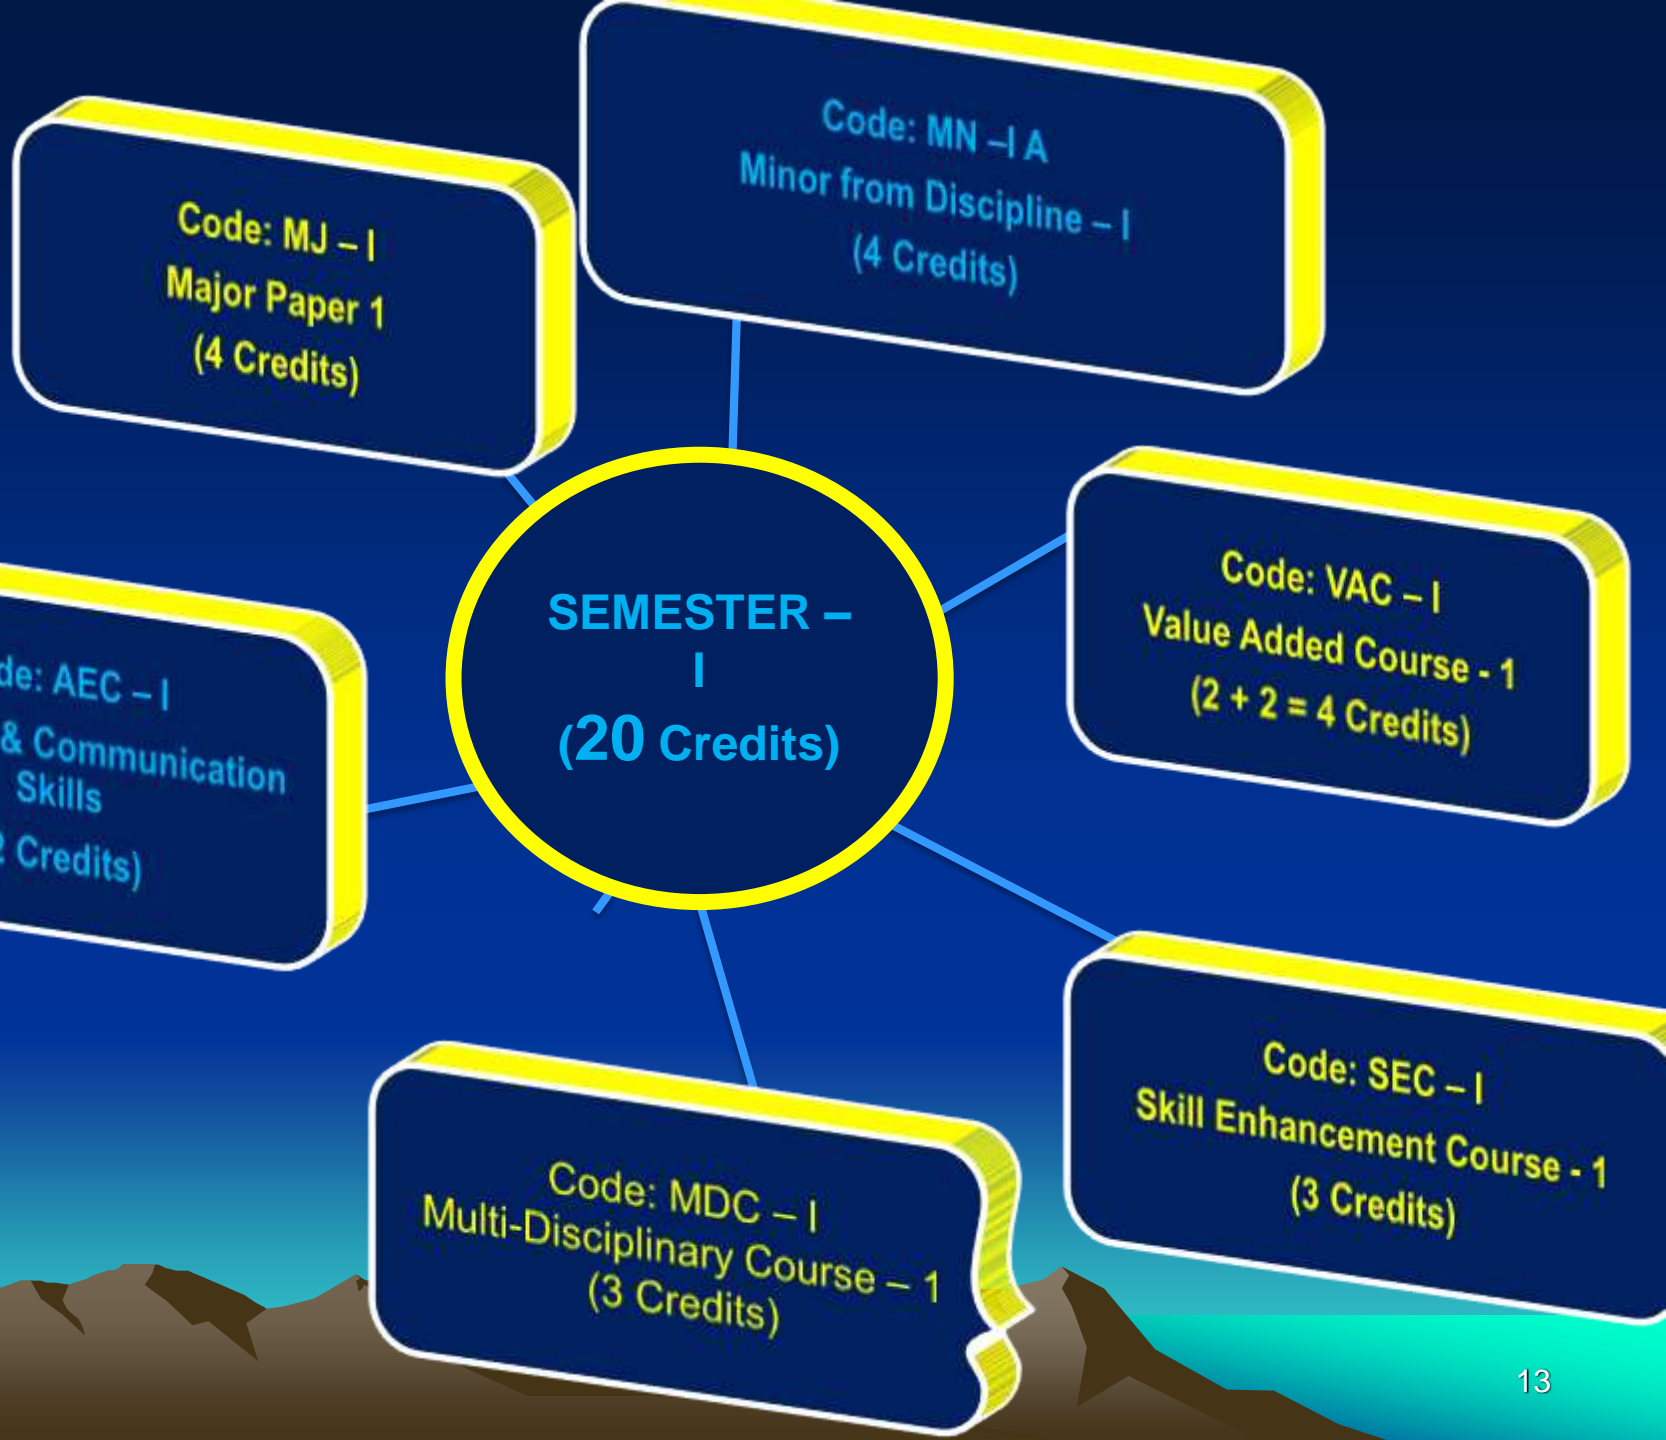 Code: MN –I A
Minor from Discipline – I
(4 Credits)
Code: MJ – I
Major Paper 1
(4 Credits)
Code: VAC – I
Value Added Course - 1
(2 + 2 = 4 Credits)
SEMESTER –
I
(20 Credits)
de: AEC – I
& Communication
Skills
2 Credits)
Code: SEC – I
Skill Enhancement Course - 1
(3 Credits)
Code: MDC – I
Multi-Disciplinary Course – 1
(3 Credits)
13